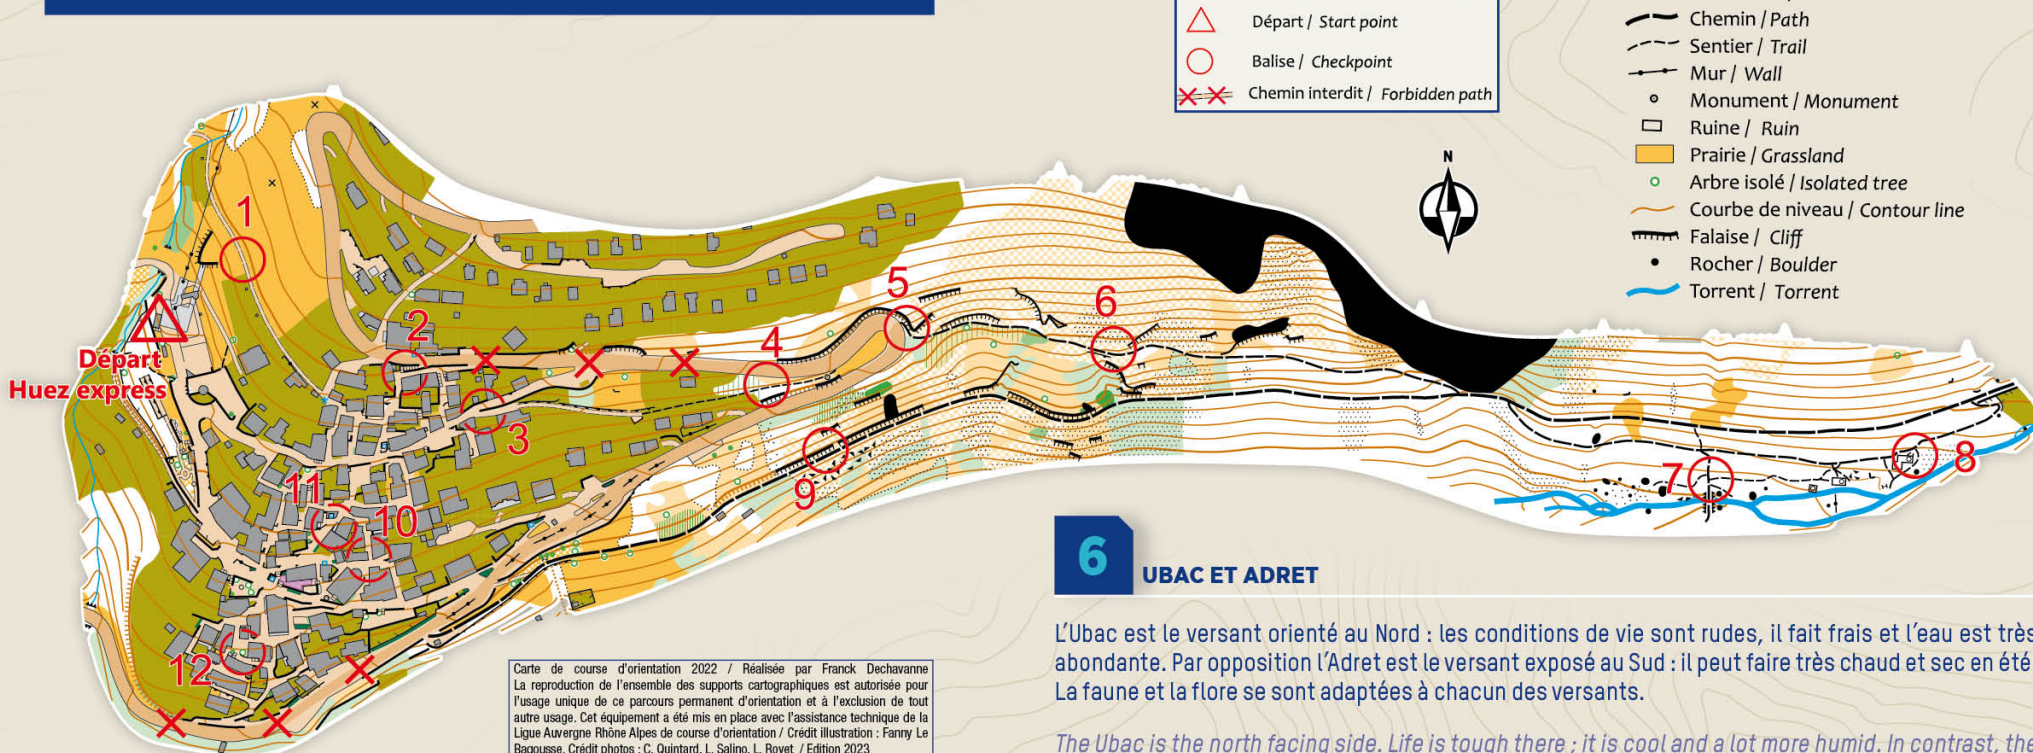 Départ / Start point
Balise / Checkpoint
Chemin interdit / Forbidden path
Chemin / Path
Sentier / Trail
Mur / Wall
Monument / Monument
Ruine / Ruin
Prairie / Grassland
Arbre isolé / Isolated tree
Courbe de niveau / Contour line
Falaise / Cliff
Rocher / Boulder
Torrent / Torrent
N
1
2
3
4
5
6
7
8
9
10
11
12
Départ
Huez express
Carte de course d'orientation 2022 / Réalisée par Franck Dechavanne
La reproduction de l'ensemble des supports cartographiques est autorisée pour
l'usage unique de ce parcours permanent d'orientation et à l'exclusion de tout
autre usage. Cet équipement a été mis en place avec l'assistance technique de la
Ligue Auvergne Rhône Alpes de course d'orientation / Crédit illustration : Fanny Le
Bagousse, Crédit photos : C. Quintard, L. Salino, L. Royet / Edition 2023
6
UBAC ET ADRET
L'Ubac est le versant orienté au Nord : les conditions de vie sont rudes, il fait frais et l'eau est très
abondante. Par opposition l'Adret est le versant exposé au Sud : il peut faire très chaud et sec en été.
La faune et la flore se sont adaptées à chacun des versants.
The Ubac is the north facing side. Life is tough there ; it is cool and a lot more humid. In contrast the